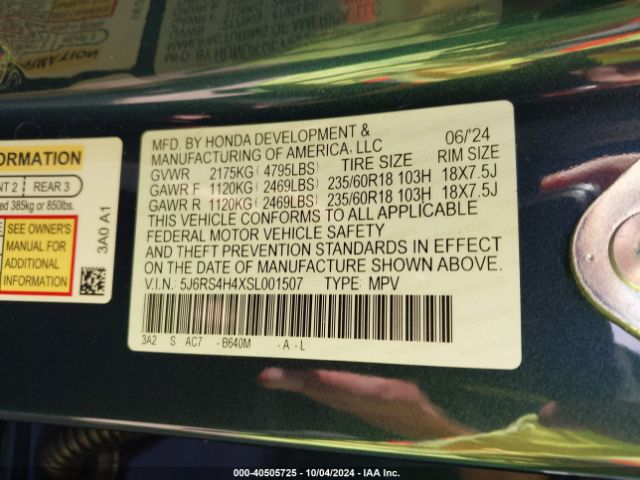 MFD. BY HONDA DEVELOPMENT & 06/'24
MANUFACTURING OF AMERICA, LLC
GVWR 2175KG ( 4795LBS) TIRE SIZE RIM SIZE
GAWR F 1120KG ( 2469LBS) 235/60R18 103H 18X7.5J
GAWR R 1120KG ( 2469LBS) 235/60R18 103H 18X7.5J
THIS VEHICLE CONFORMS TO ALL APPLICABLE
FEDERAL MOTOR VEHICLE SAFETY
AND THEFT PREVENTION STANDARDS IN EFFECT
ON THE DATE OF MANUFACTURE SHOWN ABOVE.
V.I.N.: 5J6RS4H4XSL001507 TYPE: MPV
3A2 S AC7 - B640M - A - L
REAR 3
385kg or 850lbs.
SEE OWNER'S
MANUAL FOR
ADDITIONAL
INFORMATION
3A0 A1
000-40505725 - 10/04/2024 - IAA Inc.